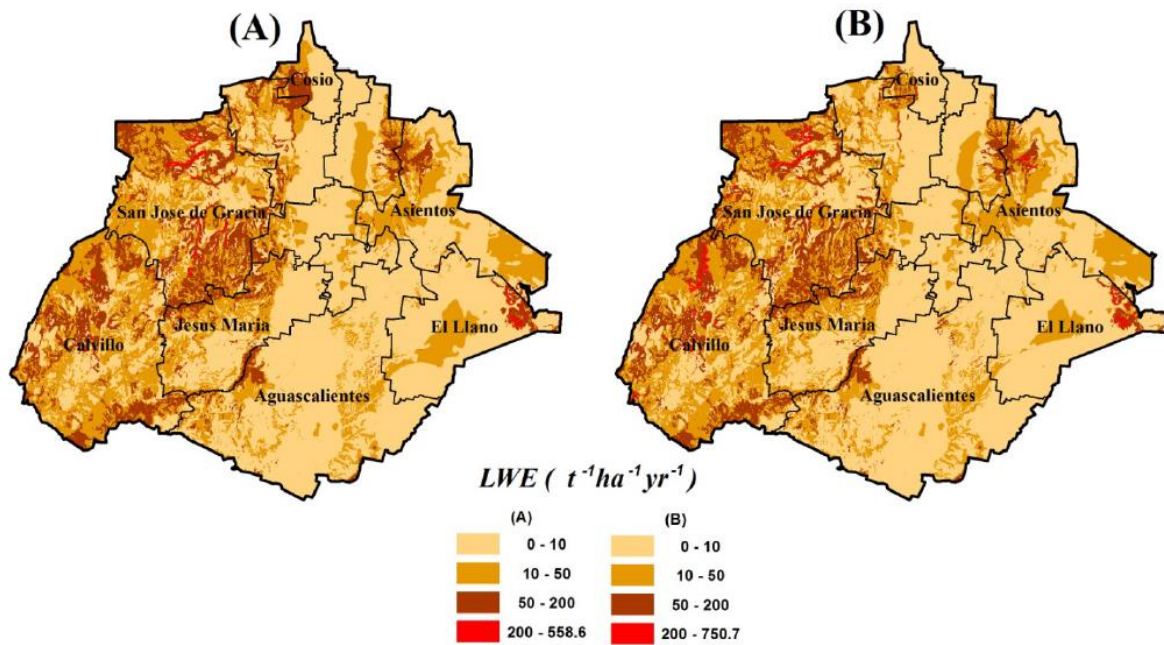 (A)
Cosio
San Jose de Gracia
Asientos
Jesus Maria
El Llano
Calvillo
Aguascalientes
(B)
Cosio
San Jose de Gracia
Asientos
Jesus Maria
El Llano
Calvillo
Aguascalientes
LWE ( t⁻¹ha⁻¹yr⁻¹)
(A)
0 - 10
10 - 50
50 - 200
200 - 558.6
(B)
0 - 10
10 - 50
50 - 200
200 - 750.7